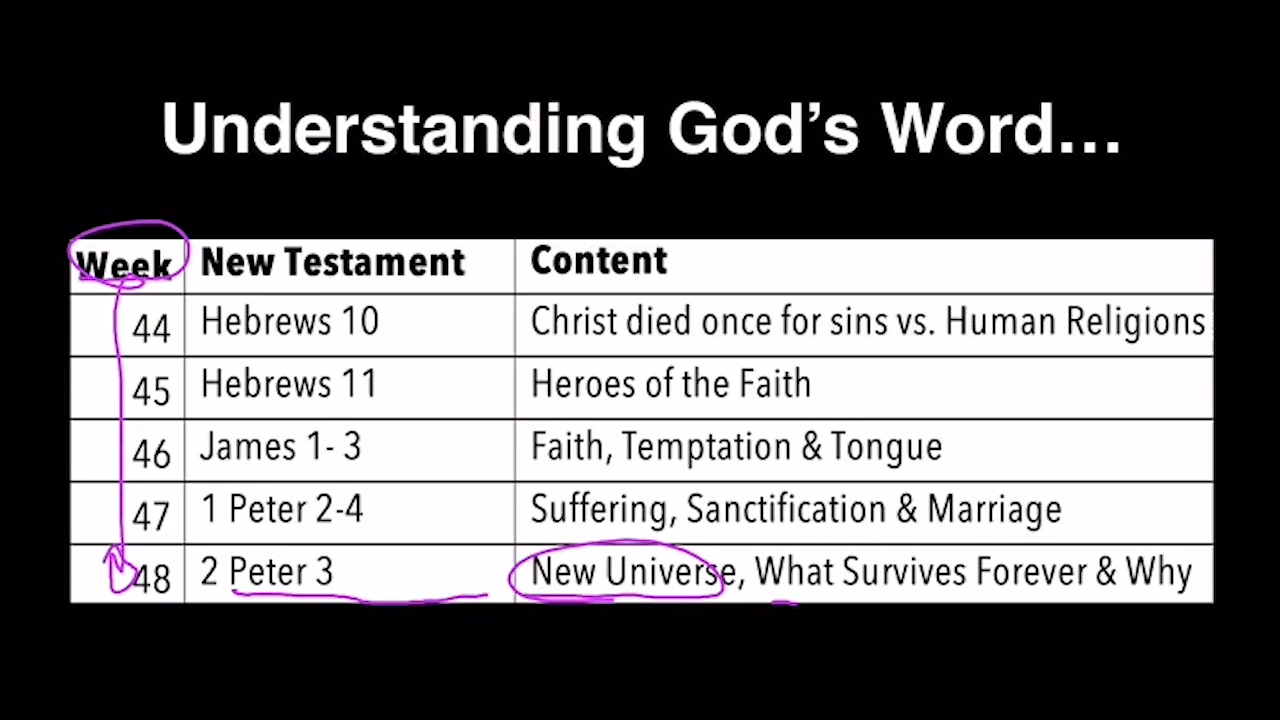 Understanding God’s Word...
Week New Testament Content
44 Hebrews 10 Christ died once for sins vs. Human Religions
45 Hebrews 11 Heroes of the Faith
46 James 1- 3 Faith, Temptation & Tongue
47 1 Peter 2-4 Suffering, Sanctification & Marriage
48 2 Peter 3 New Universe, What Survives Forever & Why